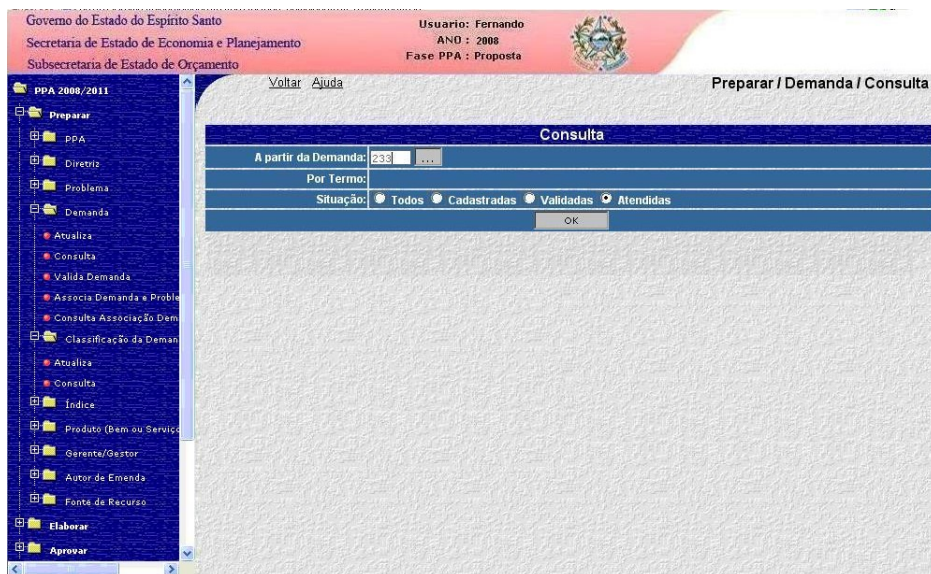 Governo do Estado do Espírito Santo
Secretaria de Estado de Economia e Planejamento
Subsecretaria de Estado de Orçamento
Usuario: Fernando
ANO : 2008
Fase PPA : Proposta
Voltar Ajuda
Preparar / Demanda / Consulta
PPA 2008/2011
Preparar
PPA
Diretriz
Problema
Demanda
Atualiza
Consulta
Valida Demanda
Associa Demanda e Proble
Consulta Associação Dem
Classificação da Deman
Atualiza
Consulta
Índice
Produto (Bem ou Serviço
Gerente/Gestor
Autor de Emenda
Fonte de Recurso
Elaborar
Aprovar
Consulta
A partir da Demanda: 233 ...
Por Termo:
Situação: Todos Cadastradas Validadas Atendidas
OK